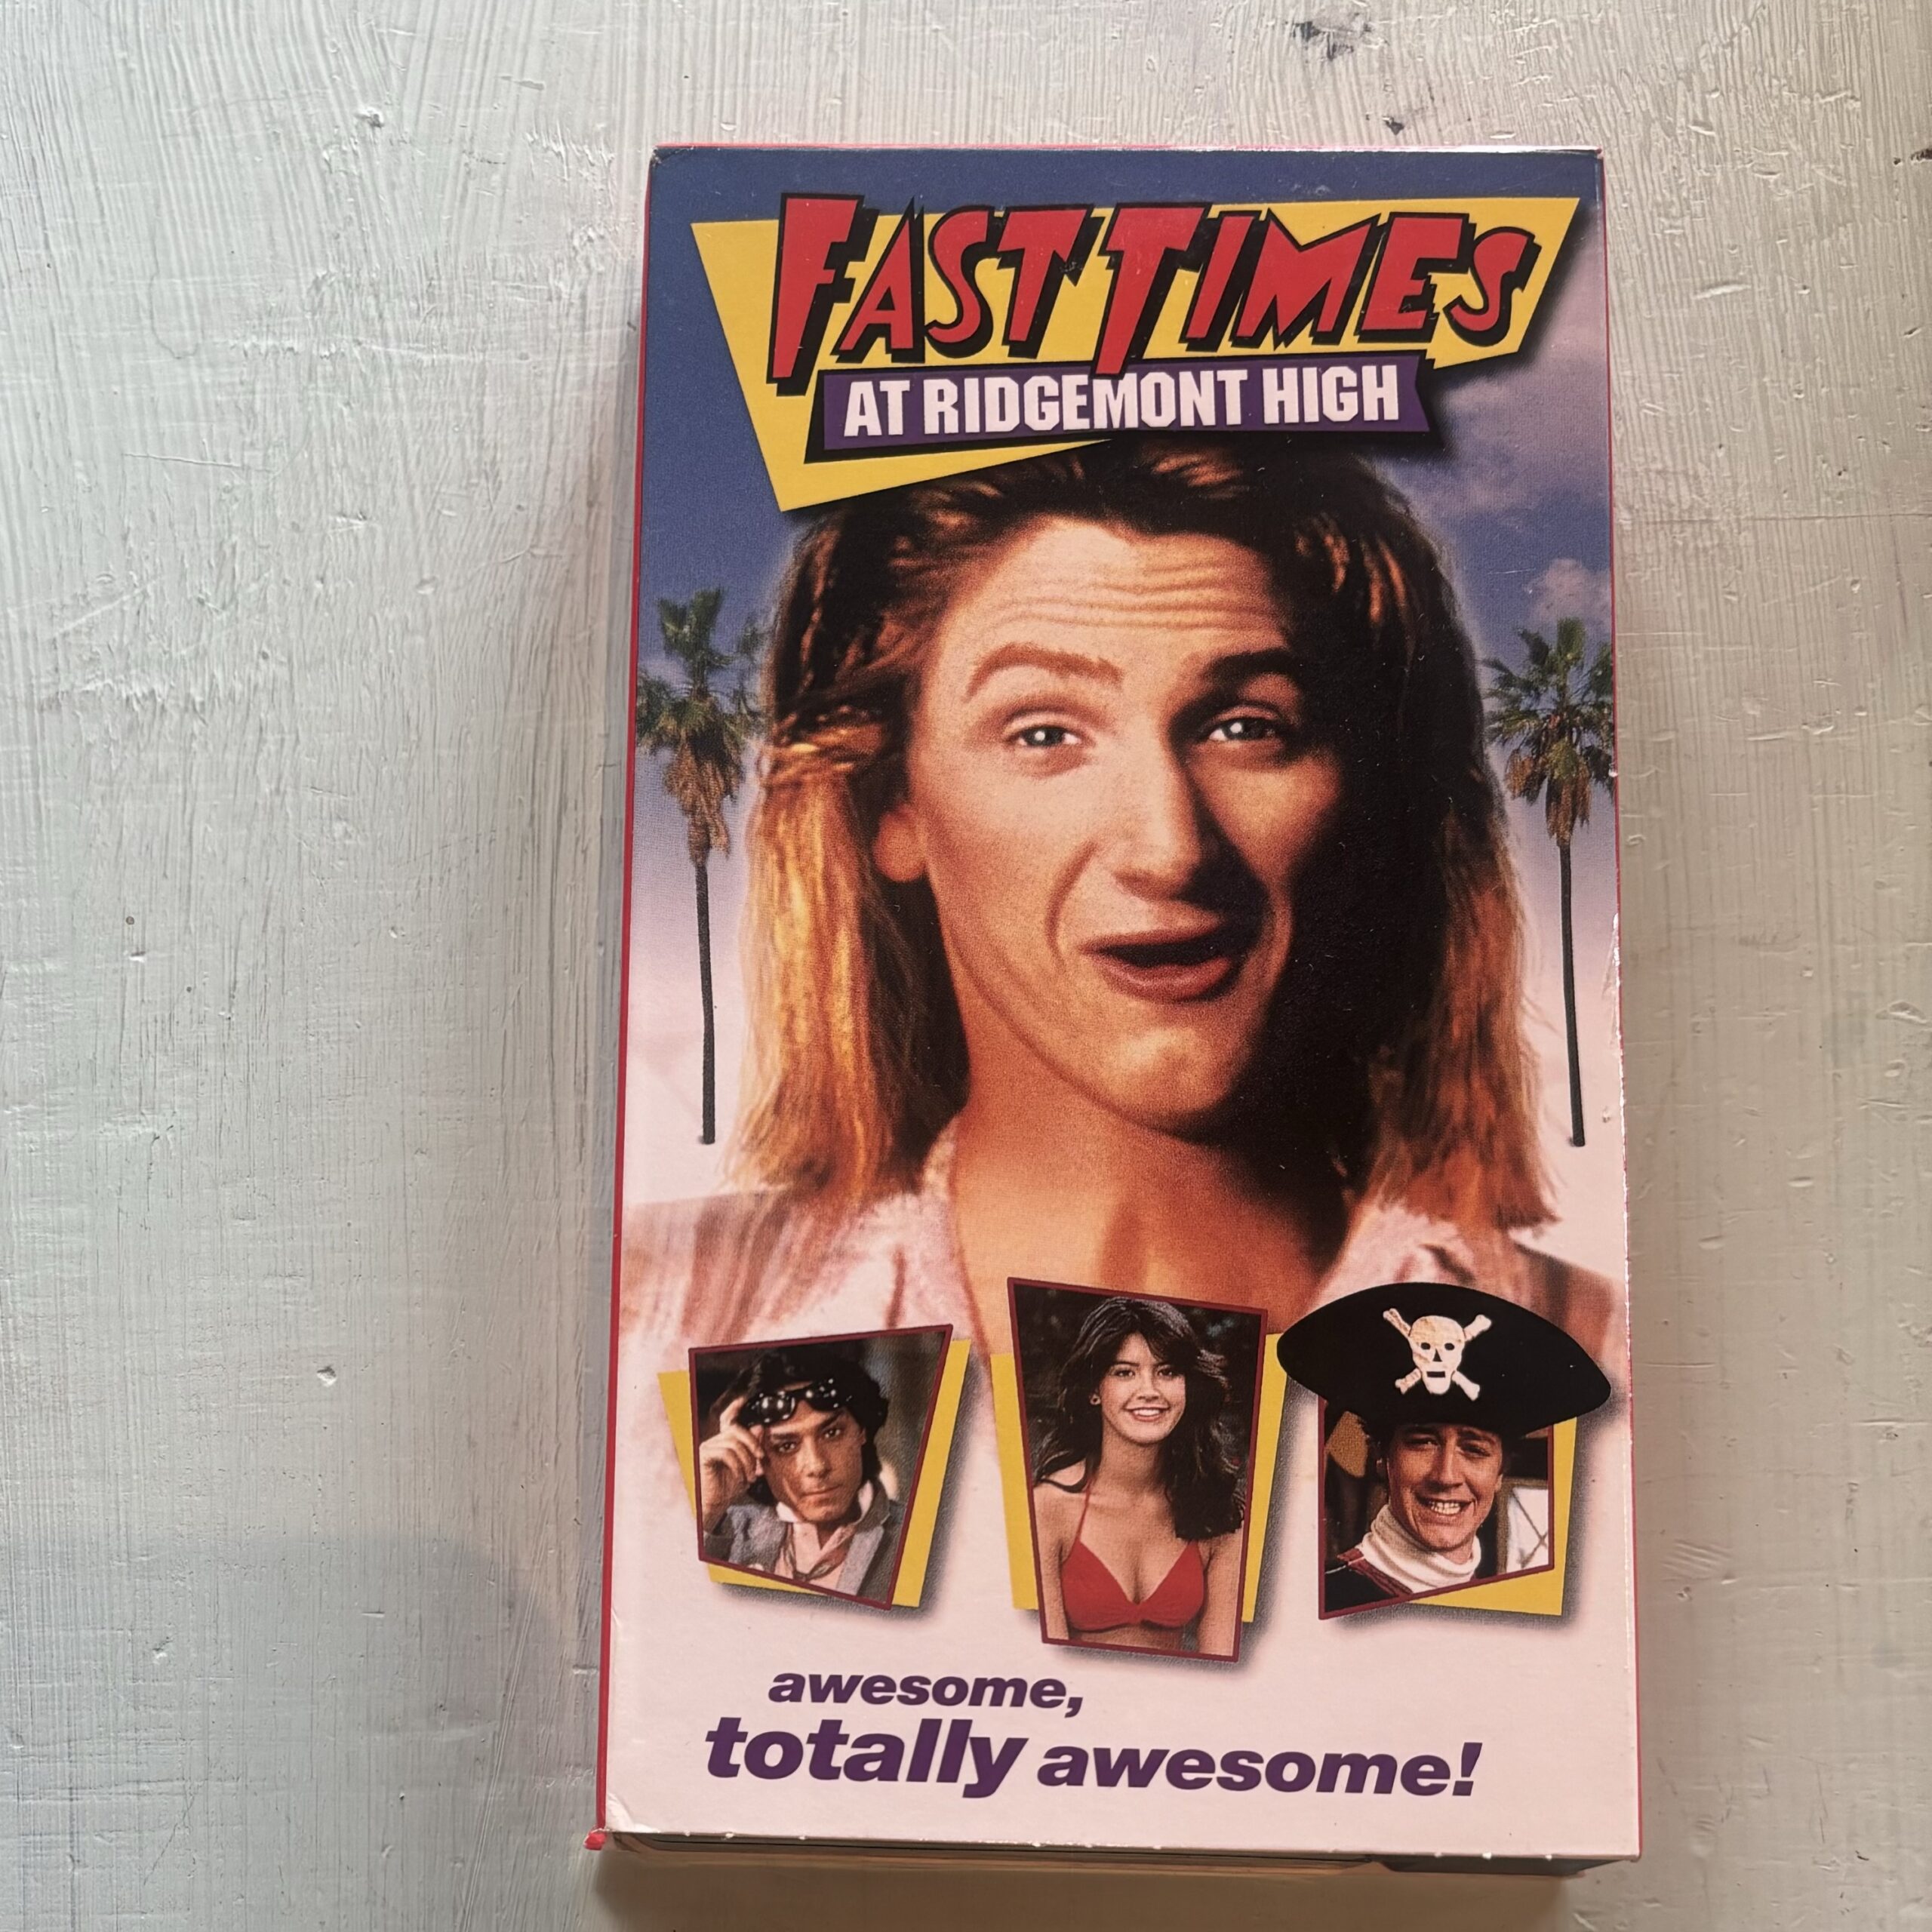 FAST TIMES
AT RIDGEMONT HIGH
awesome,
totally awesome!